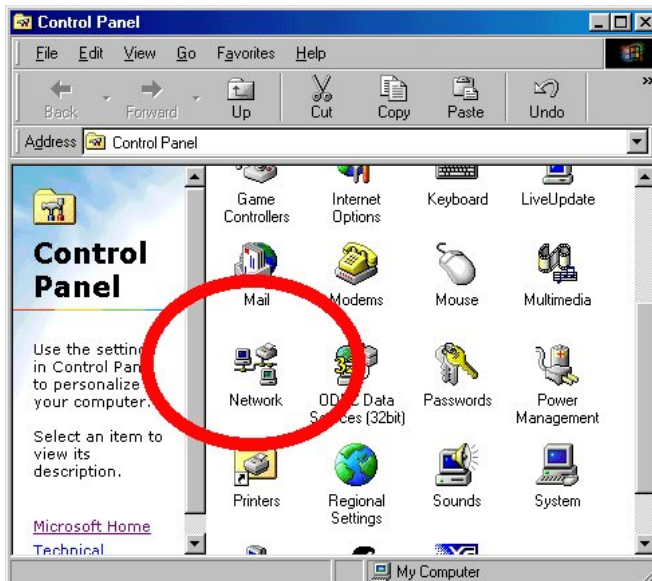 Control Panel
File Edit View Go Favorites Help
Back Forward Up Cut Copy Paste Undo »
Address Control Panel
Control
Panel
Use the setting
in Control Pan
to personalize
your computer.
Select an item to
view its
description.
Microsoft Home
Technical
Game
Controllers
Internet
Options
Keyboard
LiveUpdate
Mail
Modems
Mouse
Multimedia
Network
32
ODBC Data
Sources (32bit)
Passwords
Power
Management
Printers
Regional
Settings
Sounds
System
My Computer